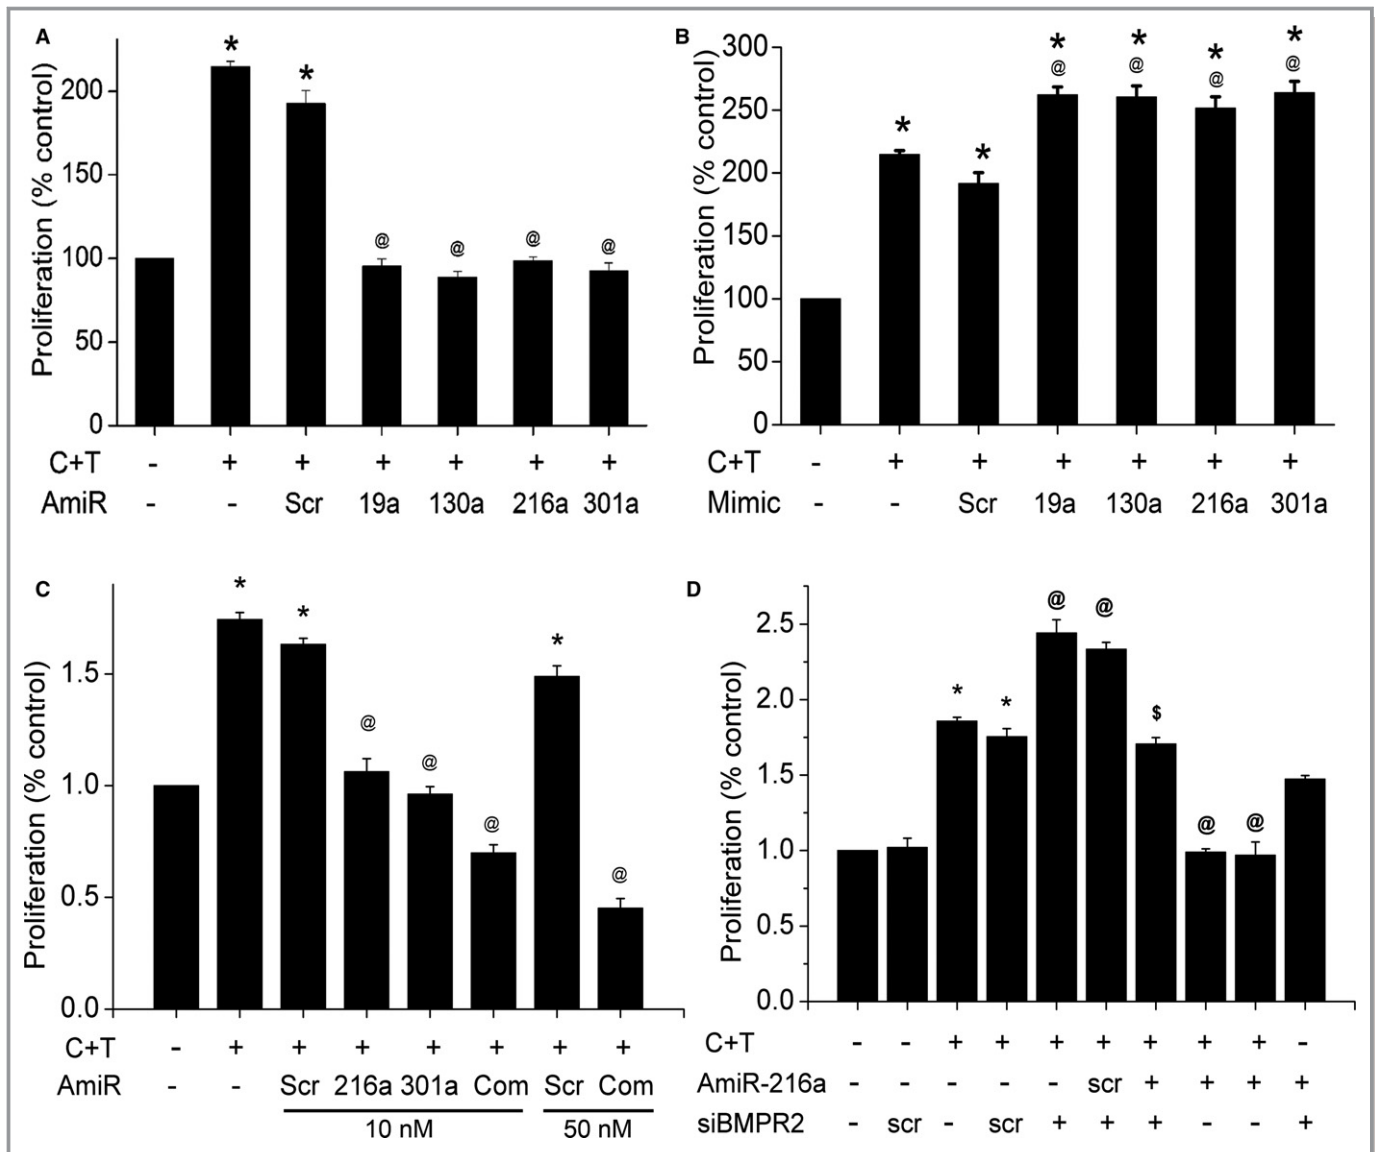 A
Proliferation (% control)
200
150
100
50
0
*
*
@
@
@
@
C+T - + + + + + +
AmiR - - Scr 19a 130a 216a 301a
B
Proliferation (% control)
300
250
200
150
100
50
0
*
*
* * * *
@ @ @ @
C+T - + + + + + +
Mimic - - Scr 19a 130a 216a 301a
C
Proliferation (% control)
1.5
1.0
0.5
0.0
*
*
@
@
@
*
@
C+T - + + + + + + +
AmiR - - Scr 216a 301a Com Scr Com
10 nM 50 nM
D
Proliferation (% control)
2.5
2.0
1.5
1.0
0.5
0.0
*
*
@
@
$
@
@
C+T - - + + + + + + + -
AmiR-216a - - - - - scr + + + +
siBMPR2 - scr - scr + + + - - +